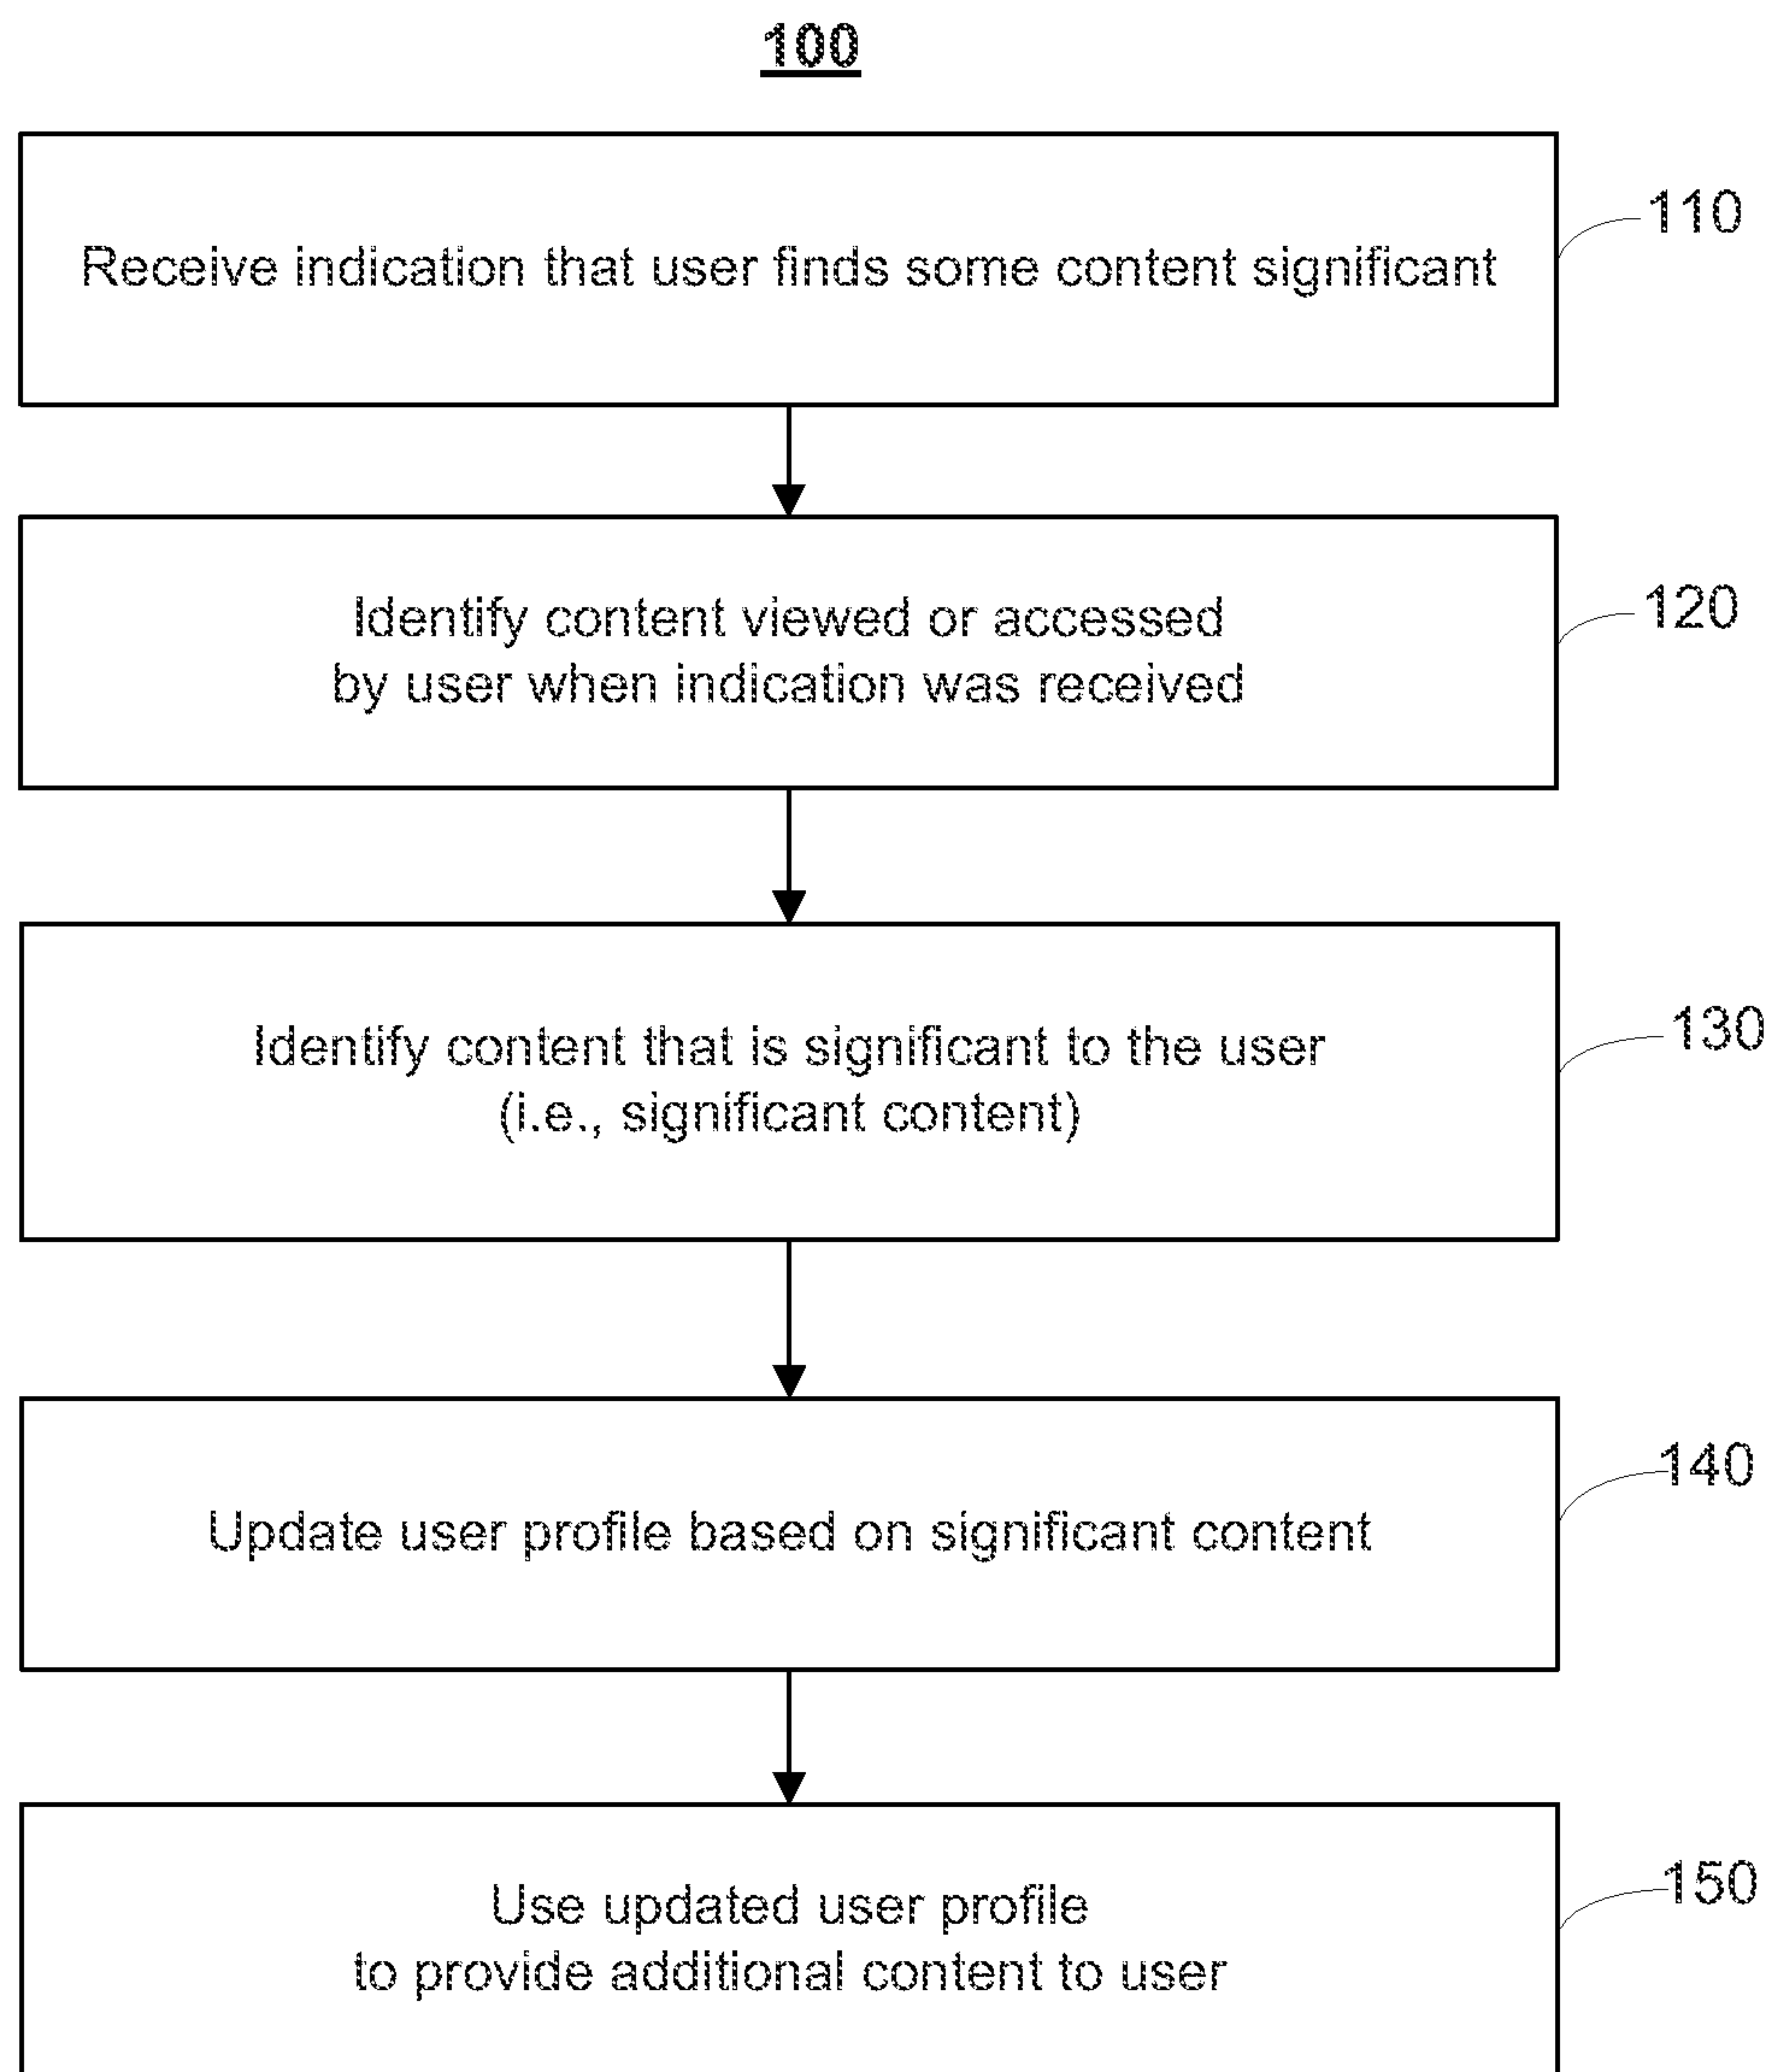 100
Receive indication that user finds some content significant
110
Identify content viewed or accessed
by user when indication was received
120
Identify content that is significant to the user
(i.e., significant content)
130
Update user profile based on significant content
140
Use updated user profile
to provide additional content to user
150